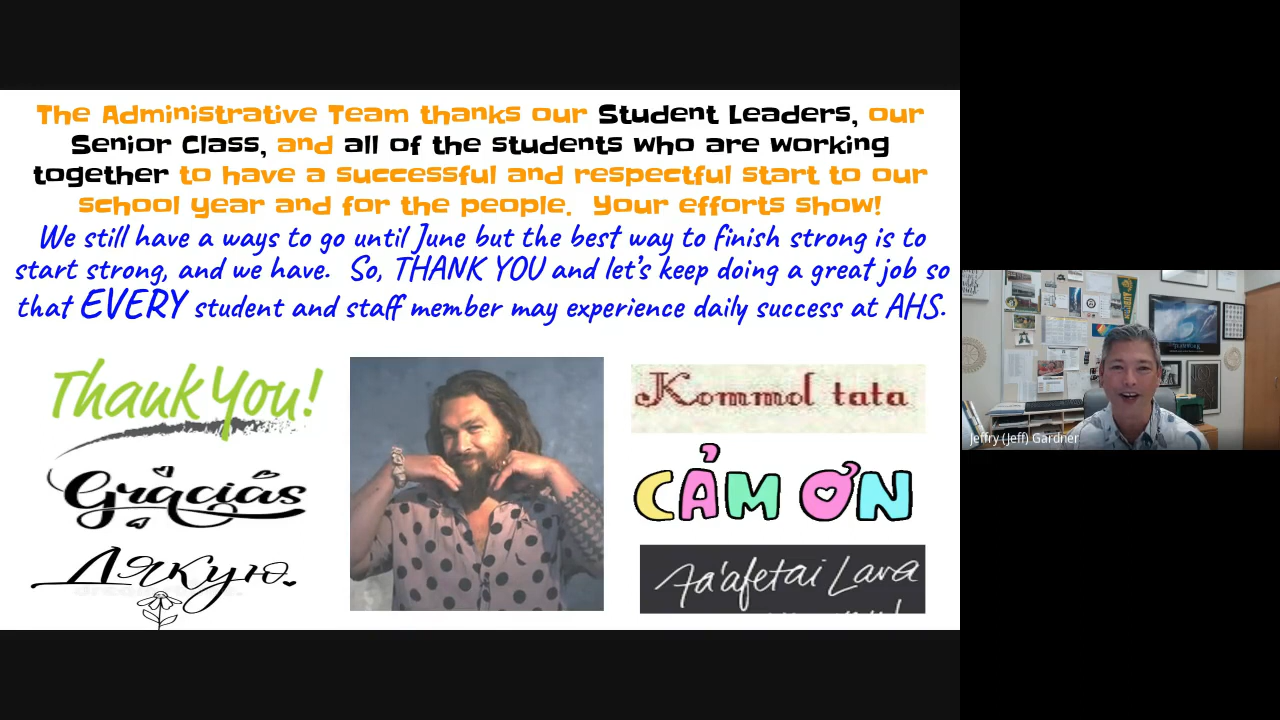 The Administrative Team thanks our Student Leaders, our
Senior Class, and all of the students who are working
together to have a successful and respectful start to our
school year and for the people. Your efforts show!
We still have a ways to go until June but the best way to finish strong is to
start strong, and we have. So, THANK YOU and let's keep doing a great job so
that EVERY student and staff member may experience daily success at AHS.
Thank You!
Gracias
Дякую.
Kommol tata
CẢM ƠN
Fa'afetai Lava
TEAMWORK
Jeffry (Jeff) Gardner